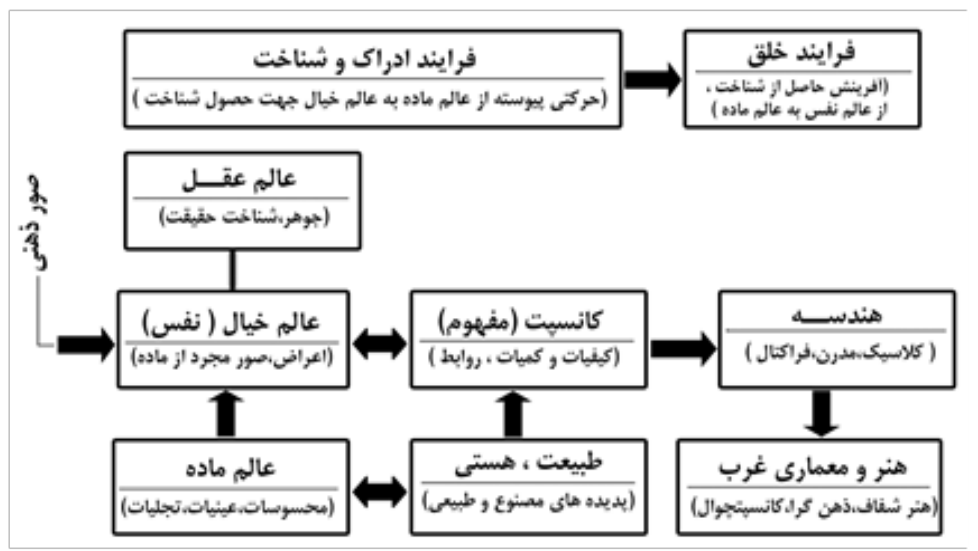 فرایند ادراک و شناخت
(حرکتی پیوسته از عالم ماده به عالم خیال جهت حصول شناخت )
فرایند خلق
(آفرینش حاصل از شناخت ،
از عالم نفس به عالم ماده )
عالم عقـــل
(جوهر،شناخت حقیقت)
صور ذهنی
عالم خیال ( نفس)
(اعراض،صور مجرد از ماده)
کانسپت (مفهوم)
(کیفیات و کمیات ، روابط )
هندســـه
( کلاسیک،مدرن،فراکتال )
عالم ماده
(محسوسات،عینیات،تجلیات)
طبیعت ، هستی
(پدیده های مصنوع و طبیعی)
هنر و معماری غرب
(هنر شفاف،ذهن گرا،کانسپتچوال)